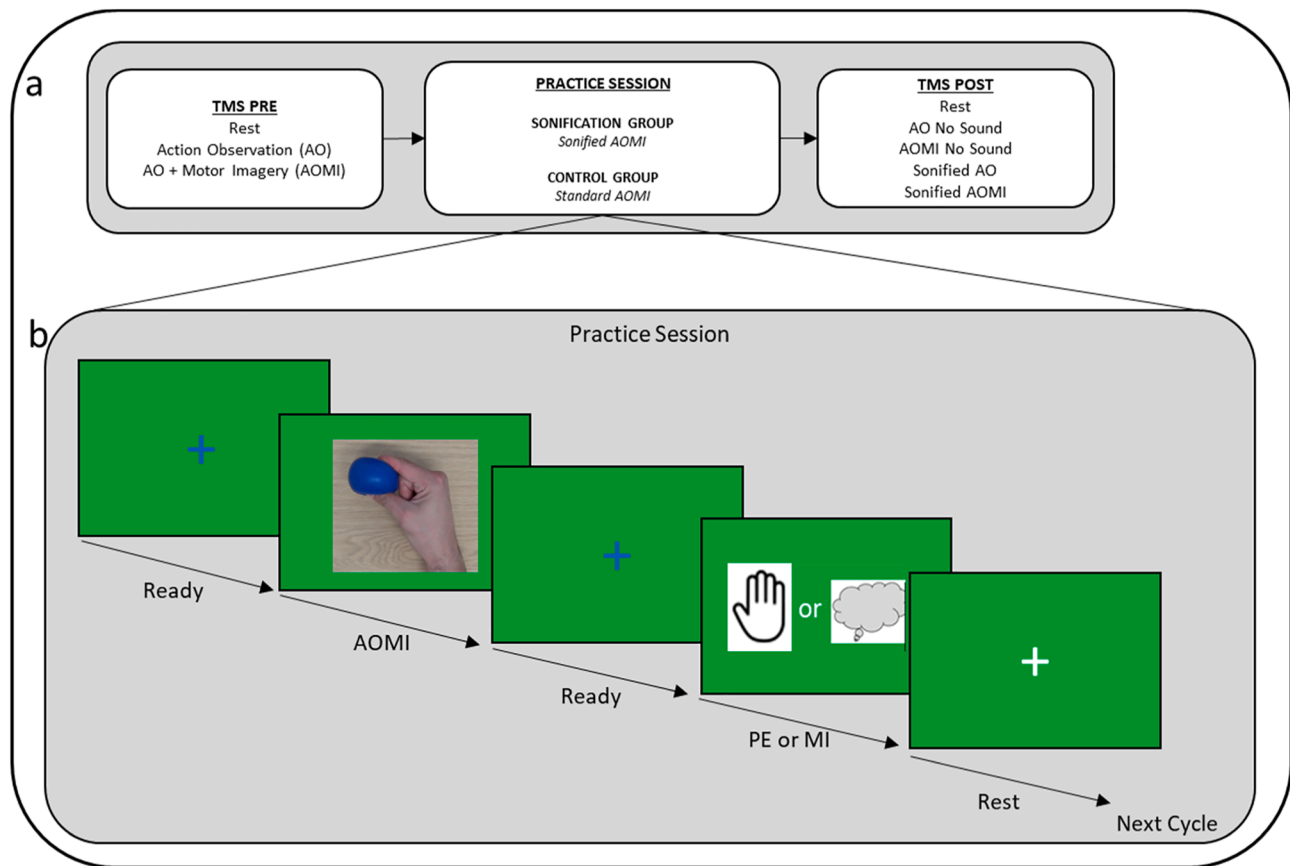 a
TMS PRE
Rest
Action Observation (AO)
AO + Motor Imagery (AOMI)
PRACTICE SESSION
SONIFICATION GROUP
Sonified AOMI
CONTROL GROUP
Standard AOMI
TMS POST
Rest
AO No Sound
AOMI No Sound
Sonified AO
Sonified AOMI
b
Practice Session
Ready
AOMI
Ready
or
PE or MI
Rest
Next Cycle